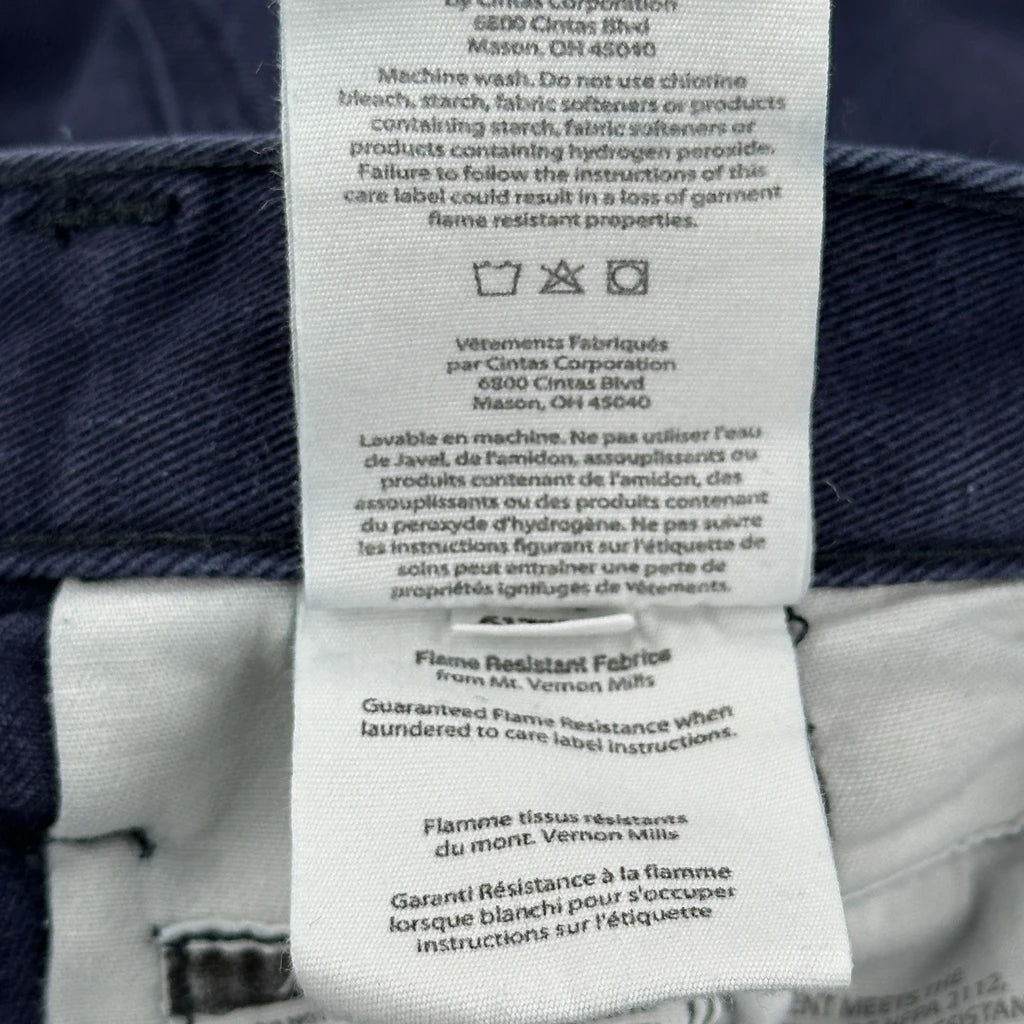 by Cintas Corporation
6800 Cintas Blvd
Mason, OH 45040
Machine wash. Do not use chlorine
bleach, starch, fabric softeners or products
containing starch, fabric softeners or
products containing hydrogen peroxide.
Failure to follow the instructions of this
care label could result in a loss of garment
flame resistant properties.
Vêtements Fabriqués
par Cintas Corporation
6800 Cintas Blvd
Mason, OH 45040
Lavable en machine. Ne pas utiliser l'eau
de Javel, de l'amidon, assouplissants ou
produits contenant de l'amidon, des
assouplissants ou des produits contenant
du peroxyde d'hydrogène. Ne pas suivre
les instructions figurant sur l'étiquette de
soins peut entraîner une perte de
propriétés ignifuges de vêtements.
Flame Resistant Fabrics
from Mt. Vernon Mills
Guaranteed Flame Resistance when
laundered to care label instructions.
Flamme tissus résistants
du mont. Vernon Mills
Garanti Résistance à la flamme
lorsque blanchi pour s'occuper
instructions sur l'étiquette
MEETS THE
2112,